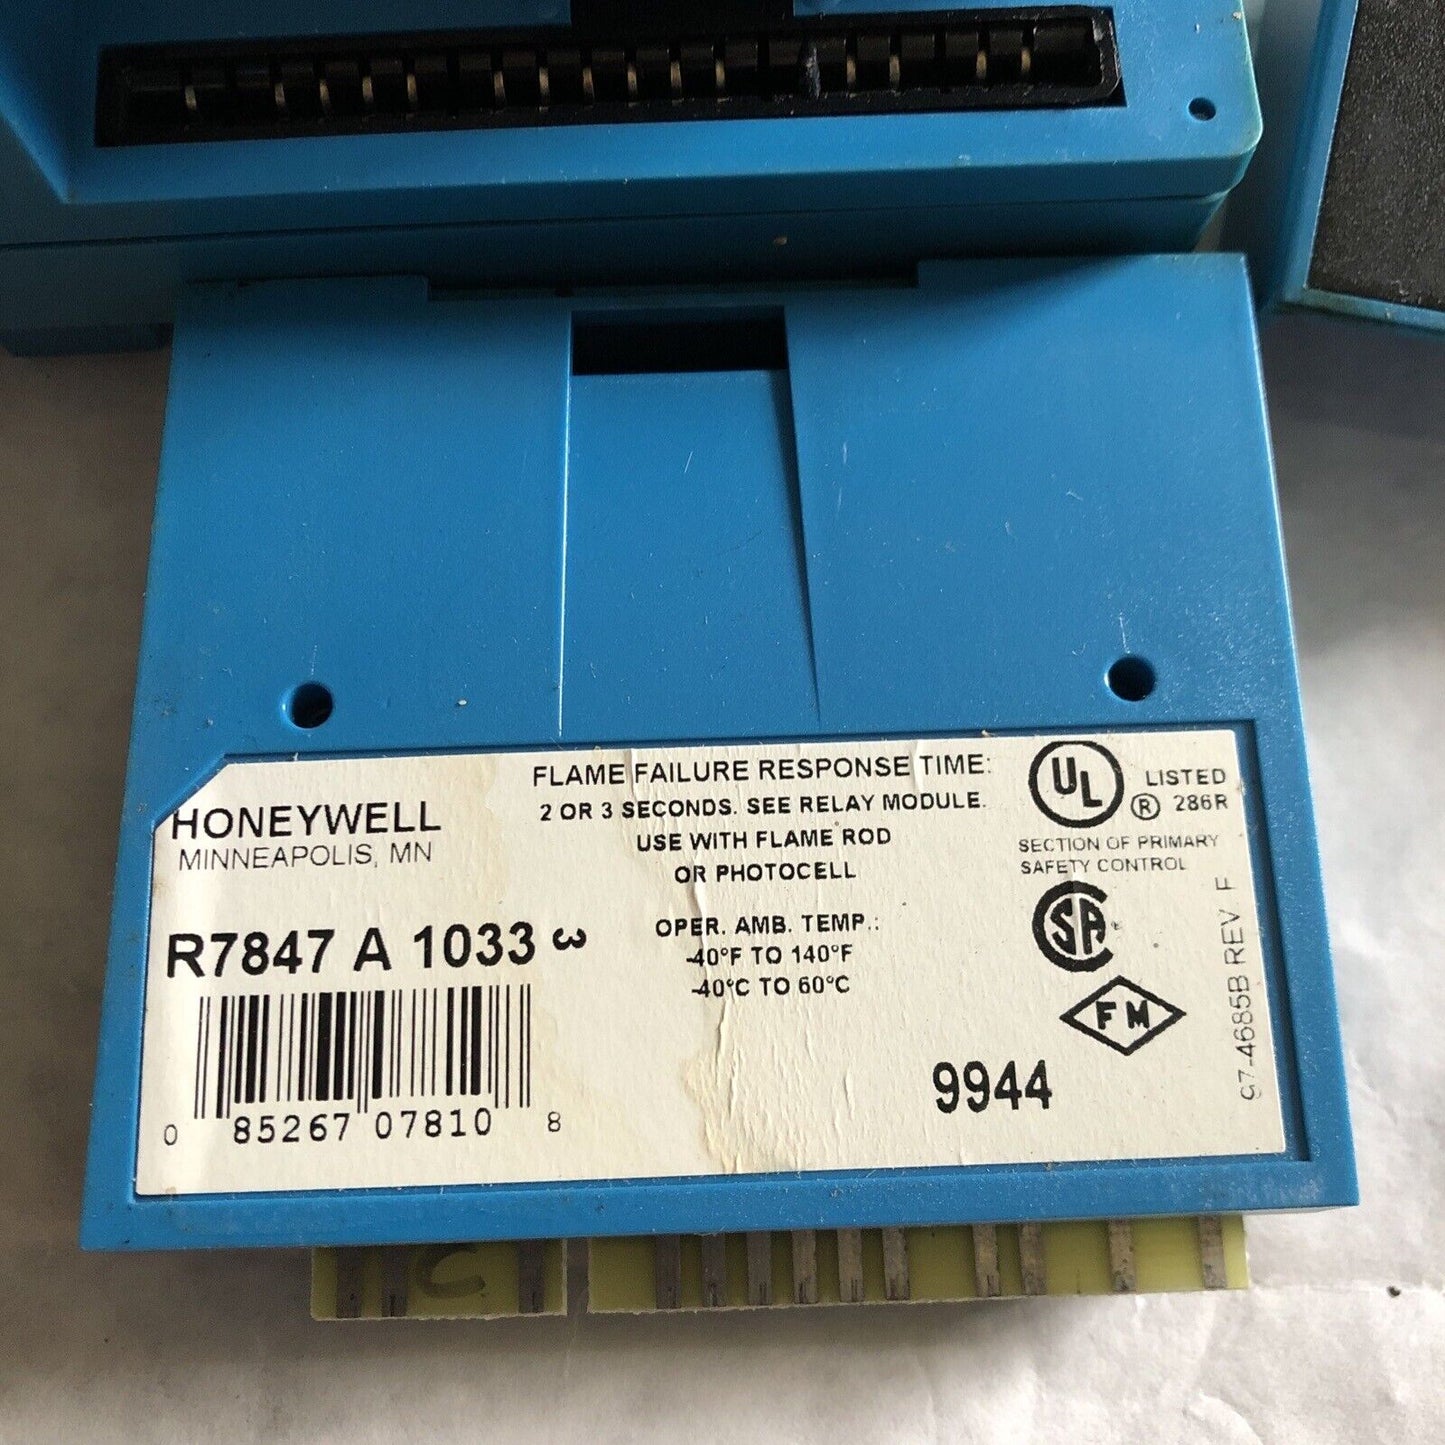 HONEYWELL
MINNEAPOLIS, MN
R7847 A 1033 3
0 85267 07810 8
FLAME FAILURE RESPONSE TIME:
2 OR 3 SECONDS. SEE RELAY MODULE.
USE WITH FLAME ROD
OR PHOTOCELL
OPER. AMB. TEMP.:
-40°F TO 140°F
-40°C TO 60°C
9944
UL ® LISTED
286R
SECTION OF PRIMARY
SAFETY CONTROL
SA
FM
97-4685B REV. F
C